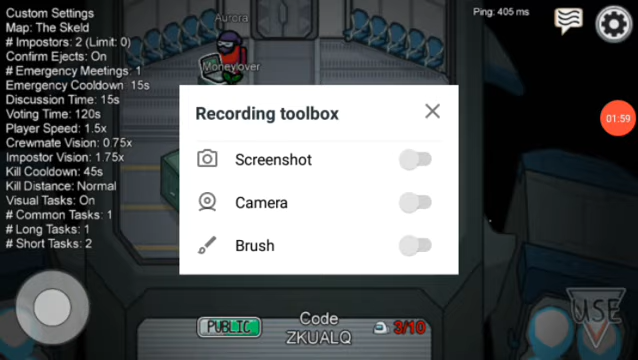 Custom Settings
Map: The Skeld
# Impostors: 2 (Limit: 0)
Confirm Ejects: On
# Emergency Meetings: 1
Emergency Cooldown: 15s
Discussion Time: 15s
Voting Time: 120s
Player Speed: 1.5x
Crewmate Vision: 0.75x
Impostor Vision: 1.75x
Kill Cooldown: 45s
Kill Distance: Normal
Visual Tasks: On
# Common Tasks: 1
# Long Tasks: 1
# Short Tasks: 2
Aurora
Moneylover
Ping: 405 ms
01:59
Recording toolbox
Screenshot
Camera
Brush
PUBLIC
Code
ZKUALQ
3/10
USE